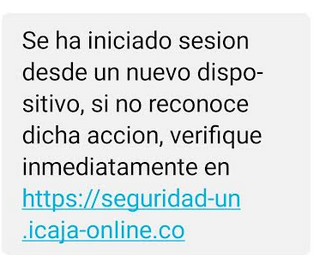 Se ha iniciado sesion
desde un nuevo dispo-
sitivo, si no reconoce
dicha accion, verifique
inmediatamente en
https://seguridad-un
.icaja-online.co